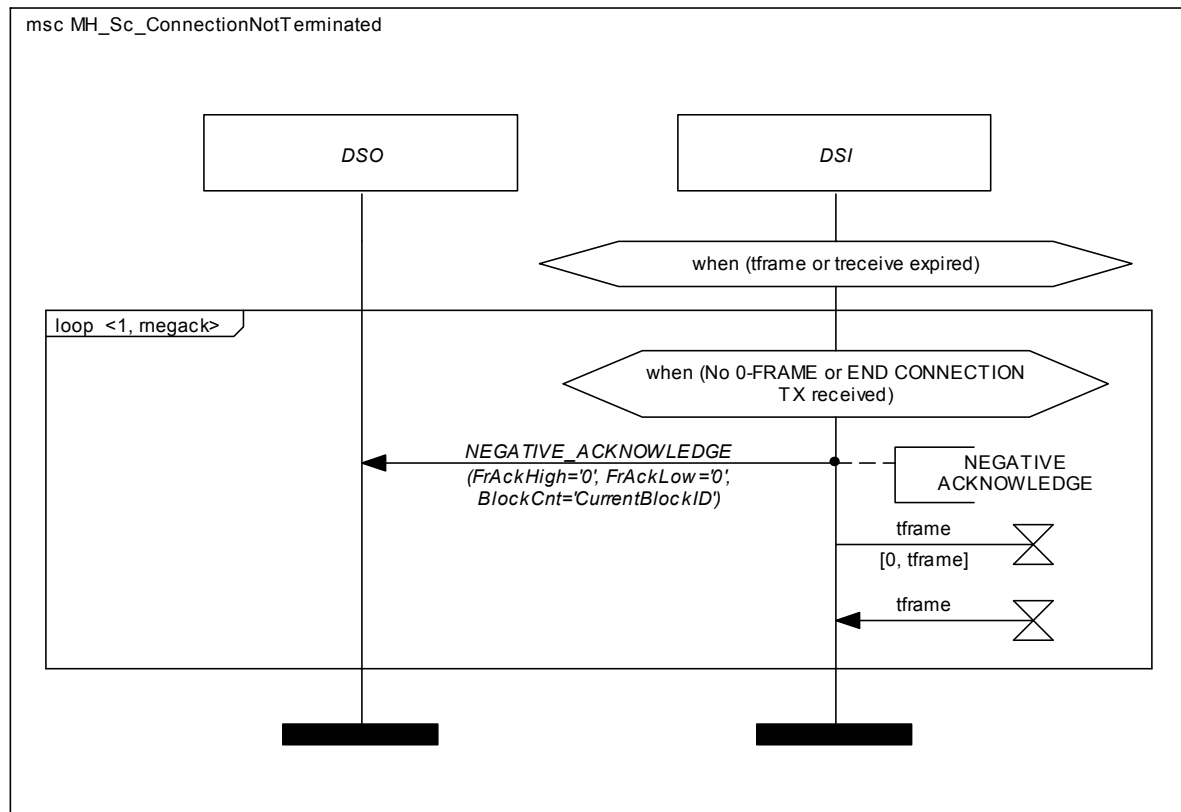 msc MH_Sc_ConnectionNotTerminated
DSO
DSI
when (tframe or treceive expired)
loop <1, megack>
when (No 0-FRAME or END CONNECTION
TX received)
NEGATIVE_ACKNOWLEDGE
(FrAckHigh='0', FrAckLow='0',
BlockCnt='CurrentBlockID')
NEGATIVE
ACKNOWLEDGE
tframe
[0, tframe]
tframe